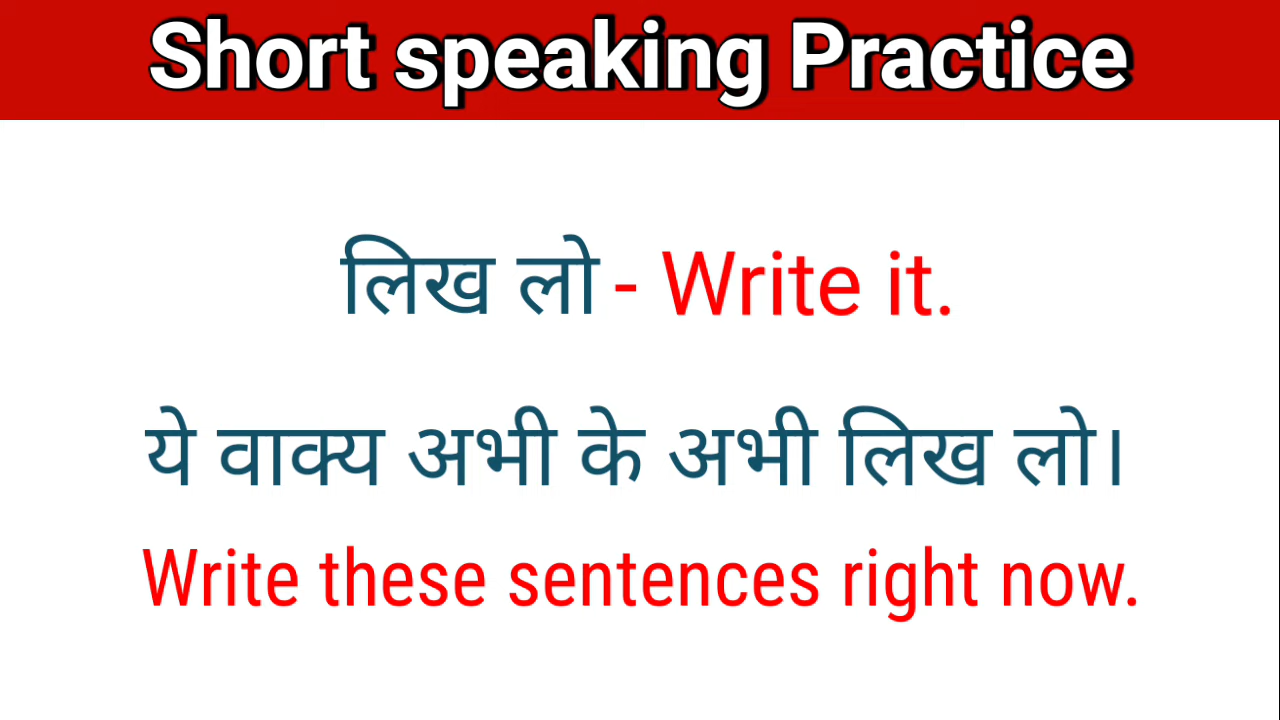 Short speaking Practice
लिख लो - Write it.
ये वाक्य अभी के अभी लिख लो।
Write these sentences right now.